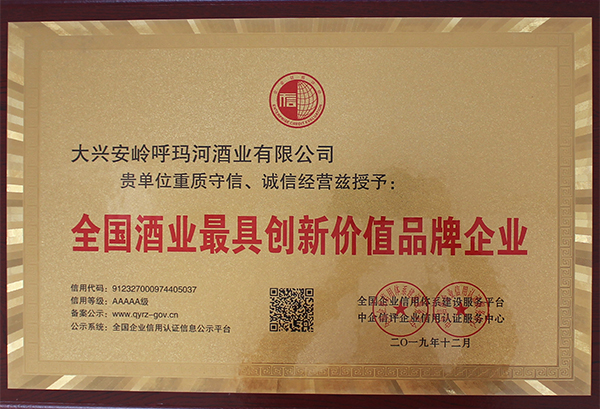 信
大兴安岭呼玛河酒业有限公司
贵单位重质守信、诚信经营兹授予：
全国酒业最具创新价值品牌企业
信用代码：912327000974405037
信用等级：AAAAA级
备案公示：www.qyrz-gov.cn
公示系统：全国企业信用认证信息公示平台
全国企业信用体系建设服务平台
中企信评企业信用认证服务中心
二〇一九年十二月